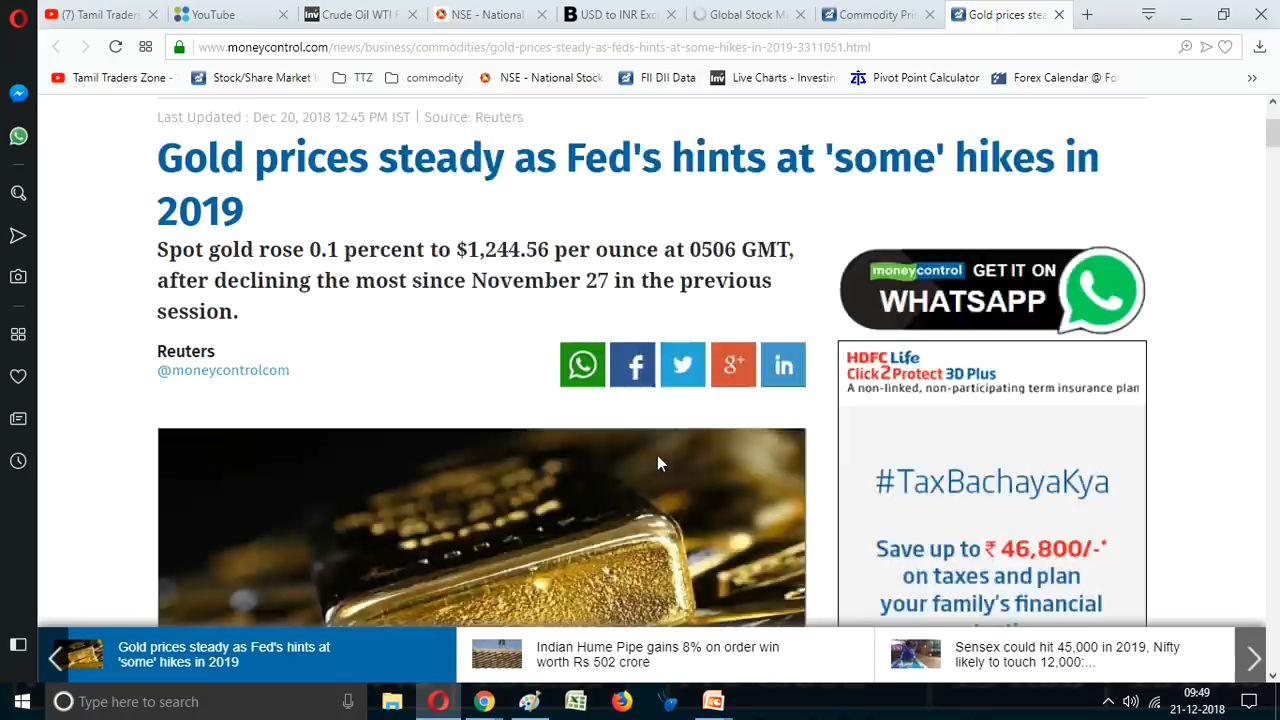 (7) Tamil Traders
YouTube
Crude Oil WTI F
NSE - National
USD to INR Exc
Global Stock Ma
Commodity Pric
Gold prices stea
www.moneycontrol.com/news/business/commodities/gold-prices-steady-as-feds-hints-at-some-hikes-in-2019-3311051.html
Tamil Traders Zone -
Stock/Share Market
TTZ
commodity
NSE - National Stock
FII DII Data
Live Charts - Investin
Pivot Point Calculator
Forex Calendar @ Fo
Last Updated : Dec 20, 2018 12:45 PM IST | Source: Reuters
Gold prices steady as Fed's hints at 'some' hikes in
2019
Spot gold rose 0.1 percent to $1,244.56 per ounce at 0506 GMT,
after declining the most since November 27 in the previous
session.
Reuters
@moneycontrolcom
moneycontrol GET IT ON
WHATSAPP
HDFC Life
Click2Protect 3D Plus
A non-linked, non-participating term insurance plan
#TaxBachayaKya
Save up to ₹ 46,800/-*
on taxes and plan
your family's financial
Gold prices steady as Fed's hints at
'some' hikes in 2019
Indian Hume Pipe gains 8% on order win
worth Rs 502 crore
Sensex could hit 45,000 in 2019, Nifty
likely to touch 12,000:...
Type here to search
09:49
21-12-2018